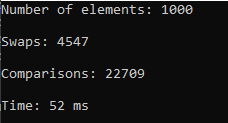 Number of elements: 1000
Swaps: 4547
Comparisons: 22709
Time: 52 ms